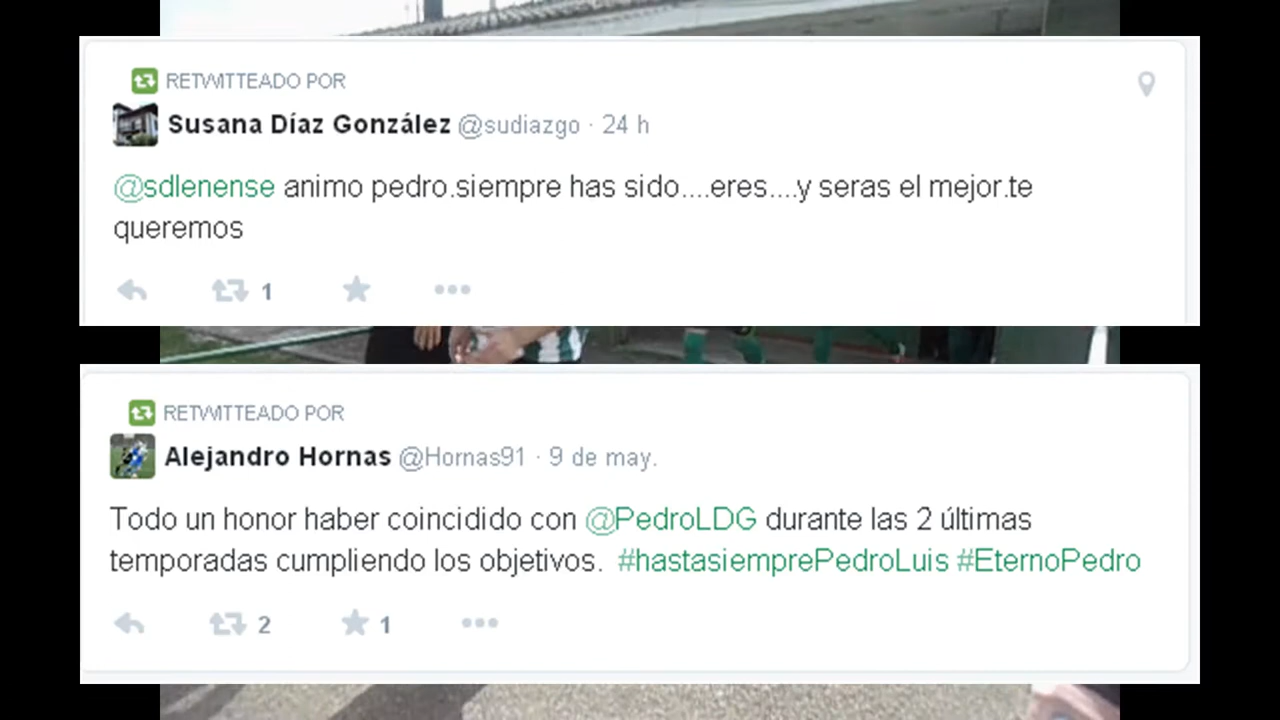 RETWITTEADO POR
Susana Díaz González @sudiazgo · 24 h
@sdlenense animo pedro.siempre has sido....eres....y seras el mejor.te
queremos
1
RETWITTEADO POR
Alejandro Hornas @Hornas91 · 9 de may.
Todo un honor haber coincidido con @PedroLDG durante las 2 últimas
temporadas cumpliendo los objetivos. #hastasiemprePedroLuis #EternoPedro
2 1